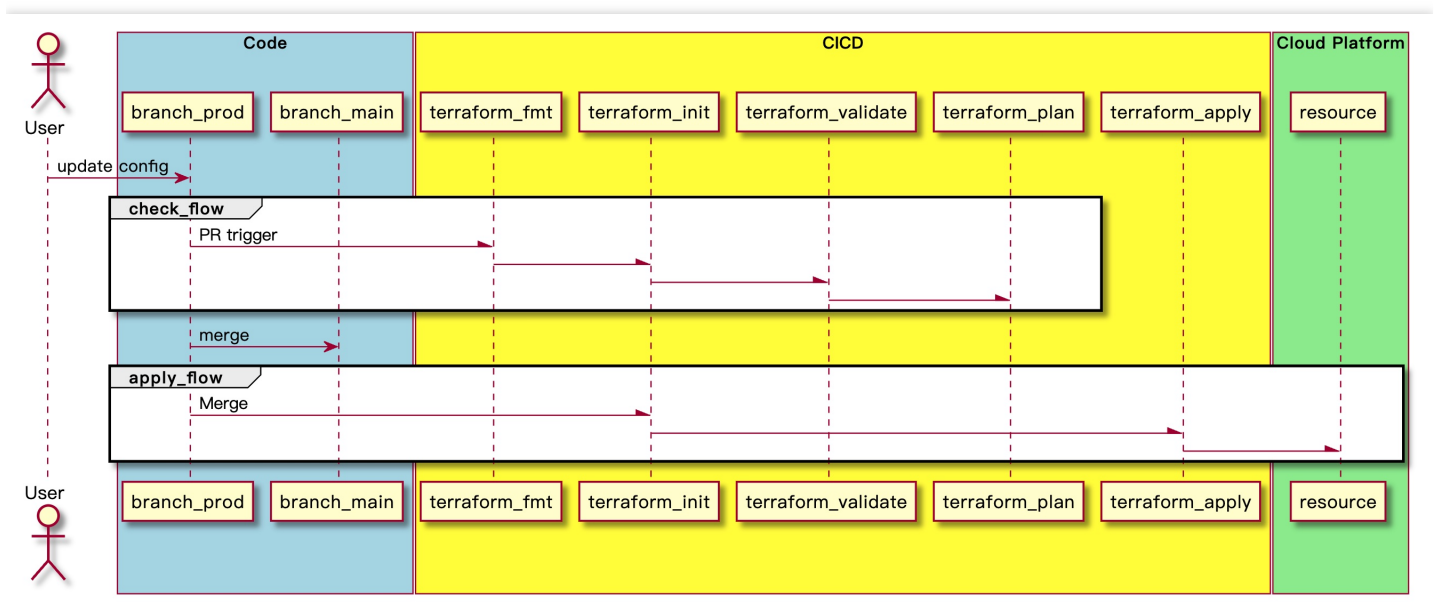 Code
CICD
Cloud Platform
User
branch_prod
branch_main
terraform_fmt
terraform_init
terraform_validate
terraform_plan
terraform_apply
resource
update config
check_flow
PR trigger
merge
apply_flow
Merge
User
branch_prod
branch_main
terraform_fmt
terraform_init
terraform_validate
terraform_plan
terraform_apply
resource